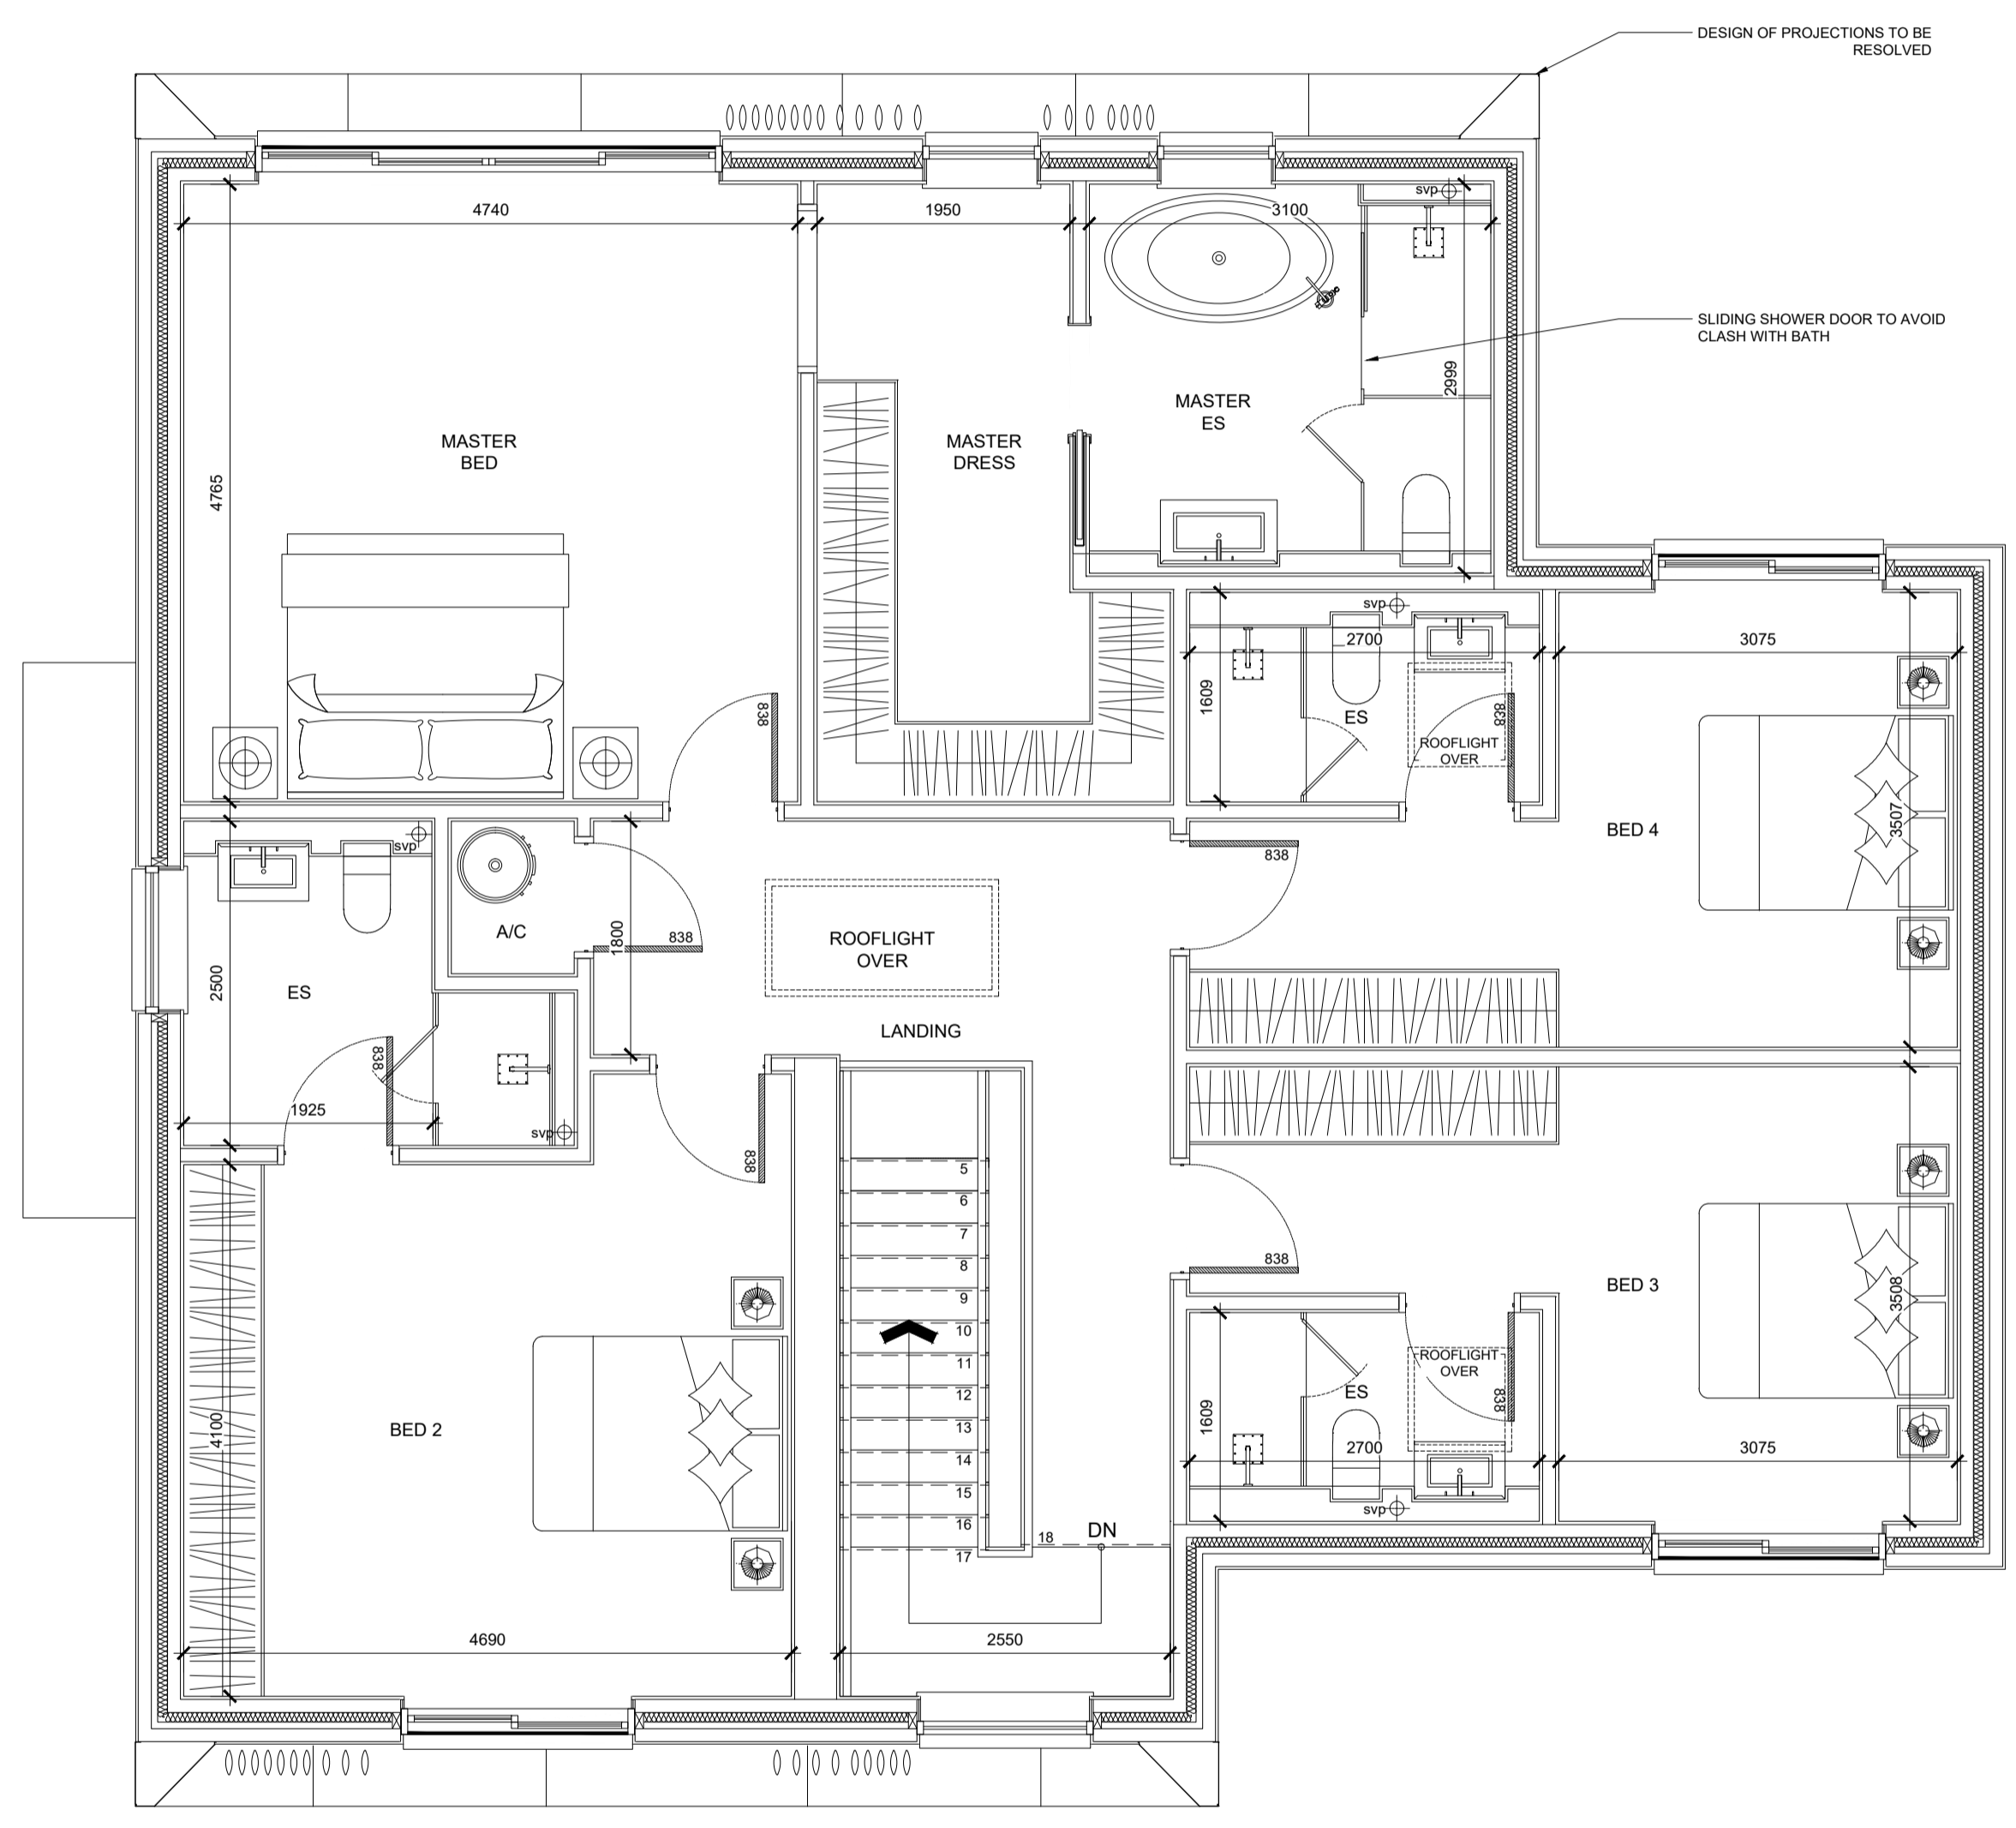 DESIGN OF PROJECTIONS TO BE
RESOLVED
svp
4740
1950
3100
SLIDING SHOWER DOOR TO AVOID
CLASH WITH BATH
2999
MASTER
ES
MASTER
BED
MASTER
DRESS
4765
svp
2700
3075
1609
838
838
ES
ROOFLIGHT
OVER
BED 4
3507
svp
838
A/C
838
1800
ROOFLIGHT
OVER
2500
ES
LANDING
838
1925
svp
838
5
6
7
8
9
10
11
12
13
14
15
16
17
18
DN
838
BED 3
3508
ROOFLIGHT
OVER
ES
838
1609
BED 2
4100
2700
3075
svp
4690
2550